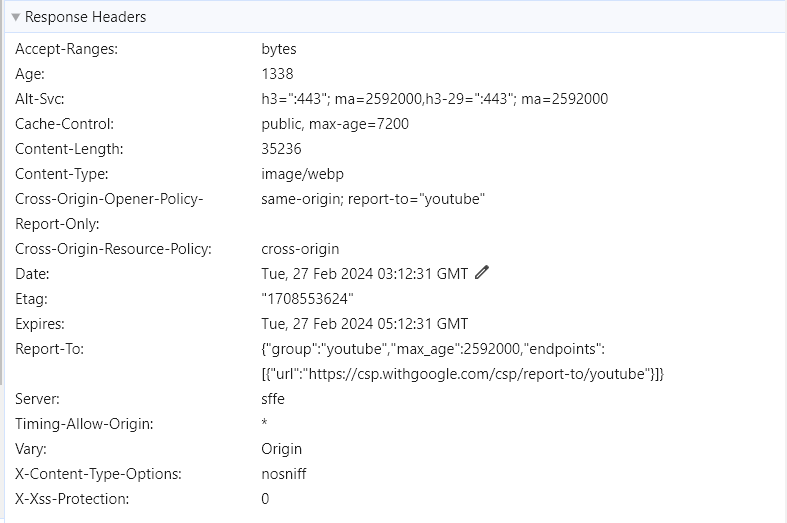 Response Headers
Accept-Ranges: bytes
Age: 1338
Alt-Svc: h3=":443"; ma=2592000,h3-29=":443"; ma=2592000
Cache-Control: public, max-age=7200
Content-Length: 35236
Content-Type: image/webp
Cross-Origin-Opener-Policy- same-origin; report-to="youtube"
Report-Only:
Cross-Origin-Resource-Policy: cross-origin
Date: Tue, 27 Feb 2024 03:12:31 GMT
Etag: "1708553624"
Expires: Tue, 27 Feb 2024 05:12:31 GMT
Report-To: {"group":"youtube","max_age":2592000,"endpoints":
[{"url":"https://csp.withgoogle.com/csp/report-to/youtube"}]}
Server: sffe
Timing-Allow-Origin: *
Vary: Origin
X-Content-Type-Options: nosniff
X-Xss-Protection: 0